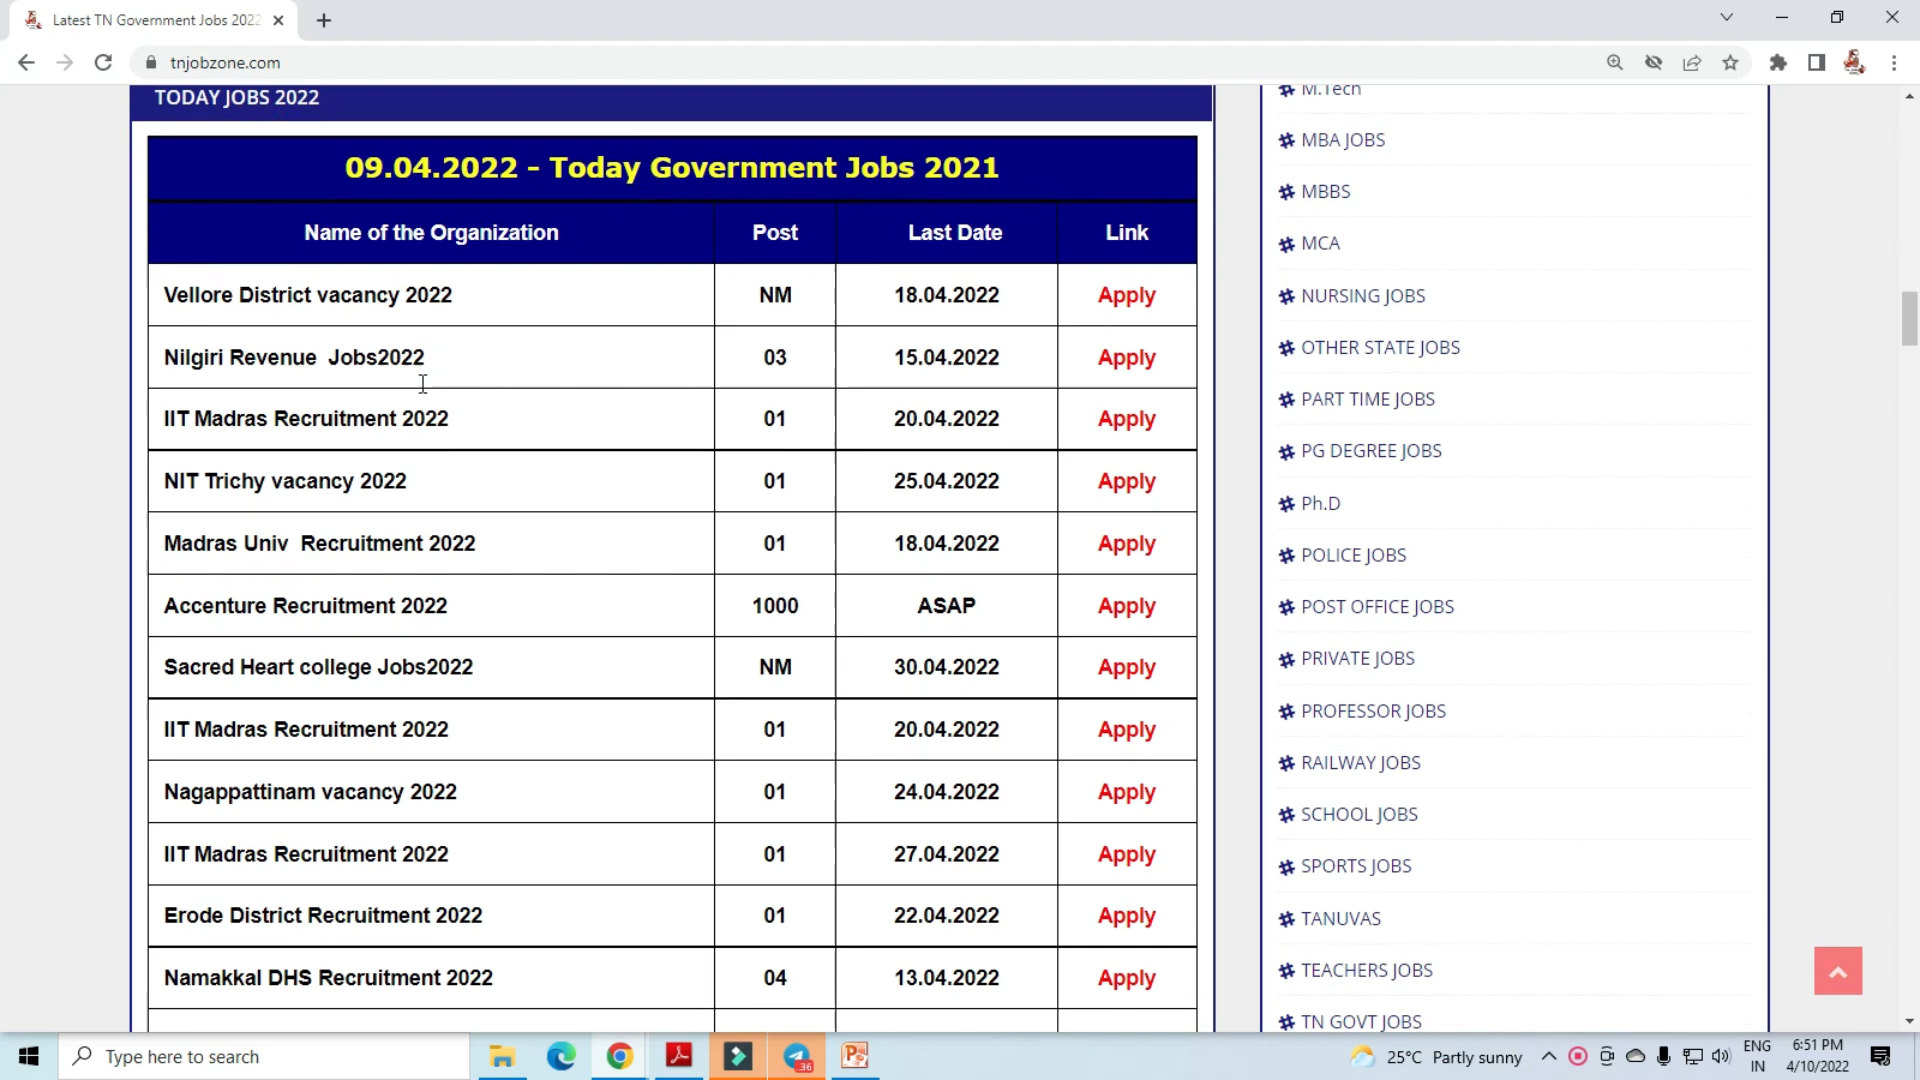 Latest TN Government Jobs 2022
tnjobzone.com
TODAY JOBS 2022
09.04.2022 - Today Government Jobs 2021
Name of the Organization Post Last Date Link
Vellore District vacancy 2022 NM 18.04.2022 Apply
Nilgiri Revenue Jobs2022 03 15.04.2022 Apply
IIT Madras Recruitment 2022 01 20.04.2022 Apply
NIT Trichy vacancy 2022 01 25.04.2022 Apply
Madras Univ Recruitment 2022 01 18.04.2022 Apply
Accenture Recruitment 2022 1000 ASAP Apply
Sacred Heart college Jobs2022 NM 30.04.2022 Apply
IIT Madras Recruitment 2022 01 20.04.2022 Apply
Nagappattinam vacancy 2022 01 24.04.2022 Apply
IIT Madras Recruitment 2022 01 27.04.2022 Apply
Erode District Recruitment 2022 01 22.04.2022 Apply
Namakkal DHS Recruitment 2022 04 13.04.2022 Apply
M.Tech
MBA JOBS
MBBS
MCA
NURSING JOBS
OTHER STATE JOBS
PART TIME JOBS
PG DEGREE JOBS
Ph.D
POLICE JOBS
POST OFFICE JOBS
PRIVATE JOBS
PROFESSOR JOBS
RAILWAY JOBS
SCHOOL JOBS
SPORTS JOBS
TANUVAS
TEACHERS JOBS
TN GOVT JOBS
Type here to search
36
25°C Partly sunny
ENG
IN
6:51 PM
4/10/2022